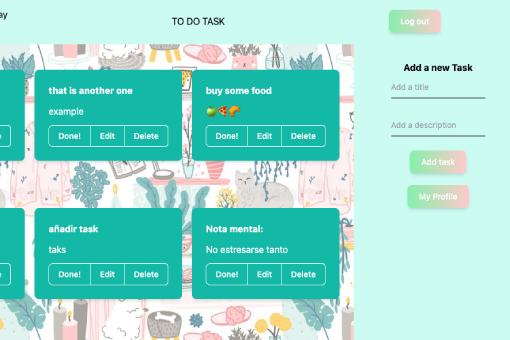 ay
TO DO TASK
Log out
that is another one
example
Done! Edit Delete
buy some food
🍏🍕🥐
Done! Edit Delete
añadir task
taks
Done! Edit Delete
Nota mental:
No estresarse tanto
Done! Edit Delete
Add a new Task
Add a title
Add a description
Add task
My Profile